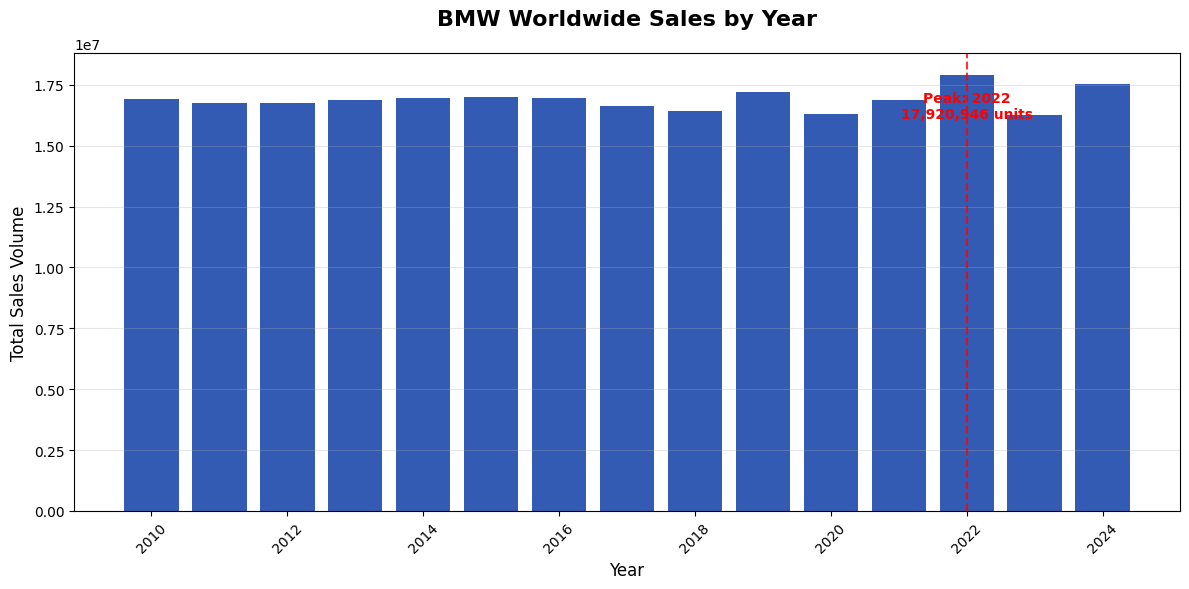 BMW Worldwide Sales by Year
1e7
1.75
1.50
1.25
1.00
0.75
0.50
0.25
0.00
Total Sales Volume
Peak: 2022
17,920,946 units
2010
2012
2014
2016
2018
2020
2022
2024
Year